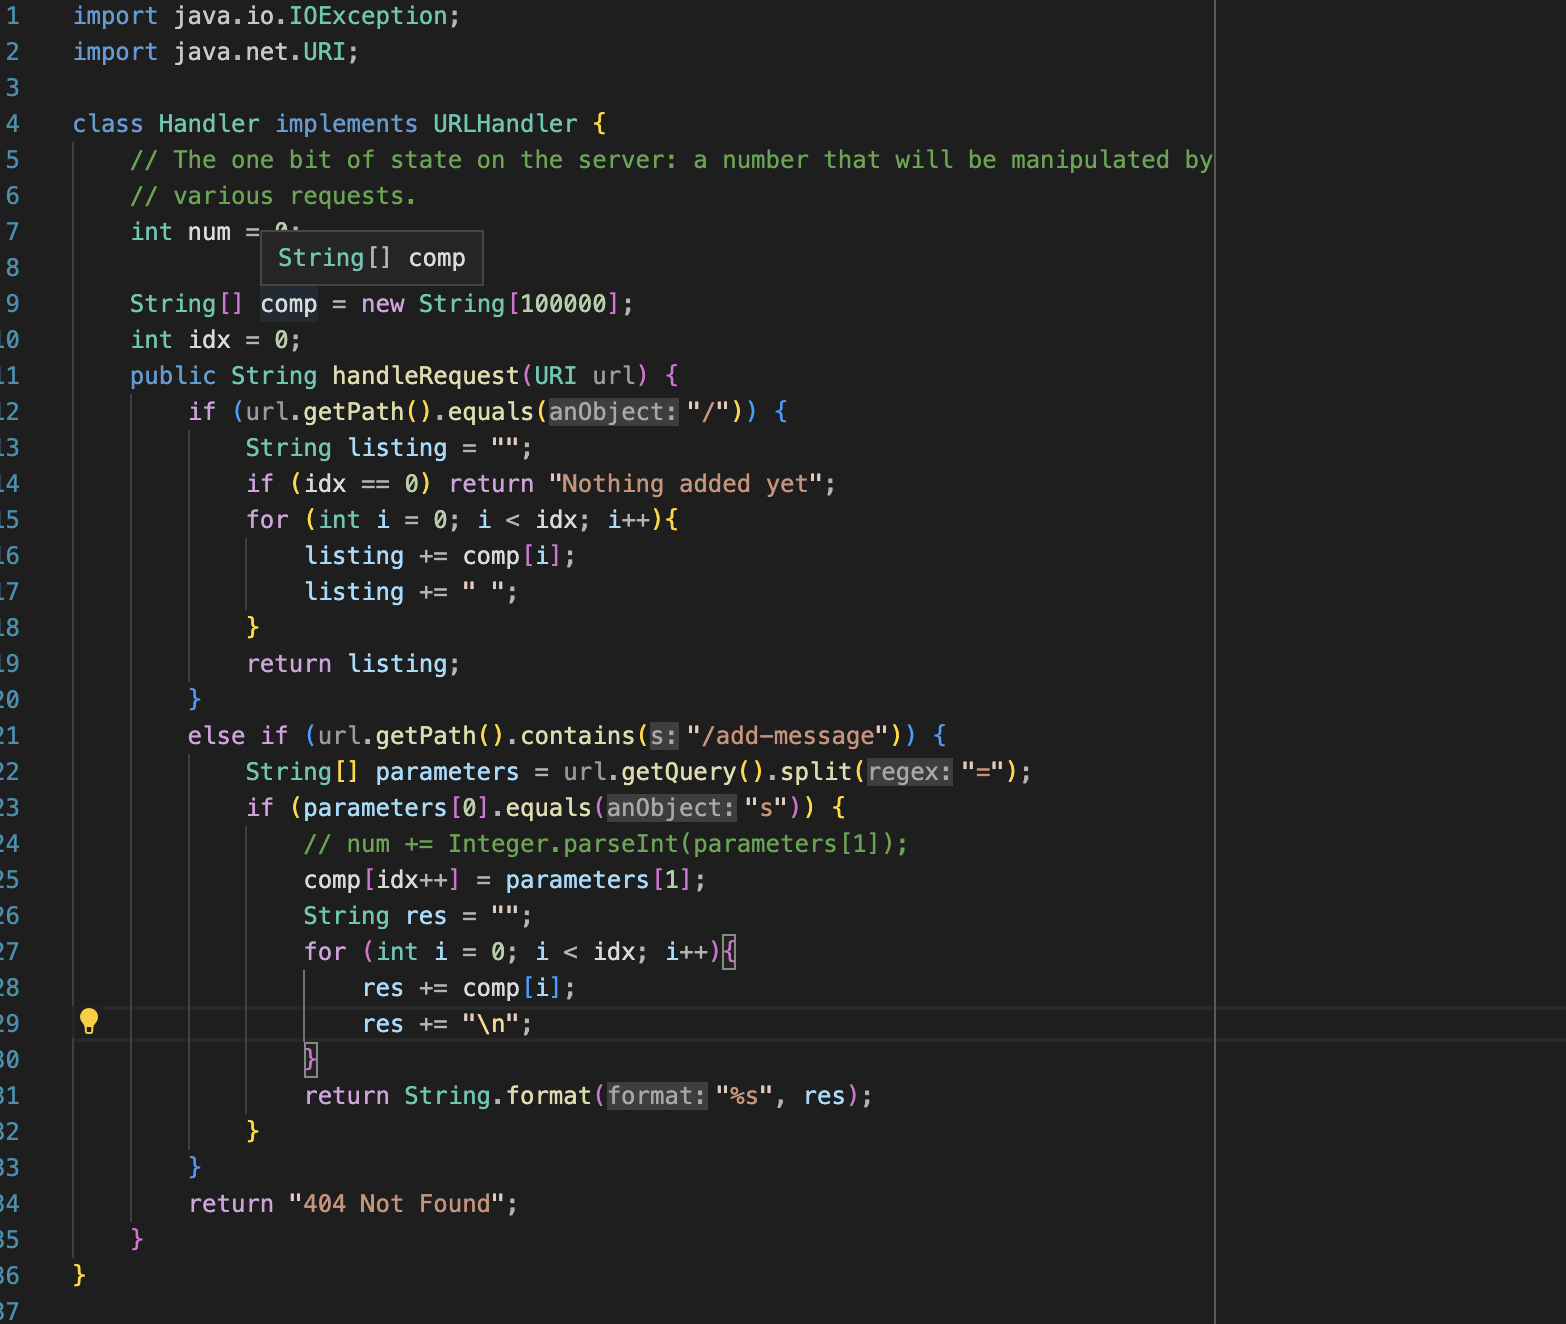 1 import java.io.IOException;
2 import java.net.URI;
3
4 class Handler implements URLHandler {
5 // The one bit of state on the server: a number that will be manipulated by
6 // various requests.
7 int num = 0;
String[] comp
8
9 String[] comp = new String[100000];
10 int idx = 0;
11 public String handleRequest(URI url) {
12 if (url.getPath().equals(anObject: "/")) {
13 String listing = "";
14 if (idx == 0) return "Nothing added yet";
15 for (int i = 0; i < idx; i++){
16 listing += comp[i];
17 listing += " ";
18 }
19 return listing;
20 }
21 else if (url.getPath().contains(s: "/add-message")) {
22 String[] parameters = url.getQuery().split(regex: "=");
23 if (parameters[0].equals(anObject: "s")) {
24 // num += Integer.parseInt(parameters[1]);
25 comp[idx++] = parameters[1];
26 String res = "";
27 for (int i = 0; i < idx; i++){
28 res += comp[i];
29 res += "\n";
30 }
31 return String.format(format: "%s", res);
32 }
33 }
34 return "404 Not Found";
35 }
36 }
37